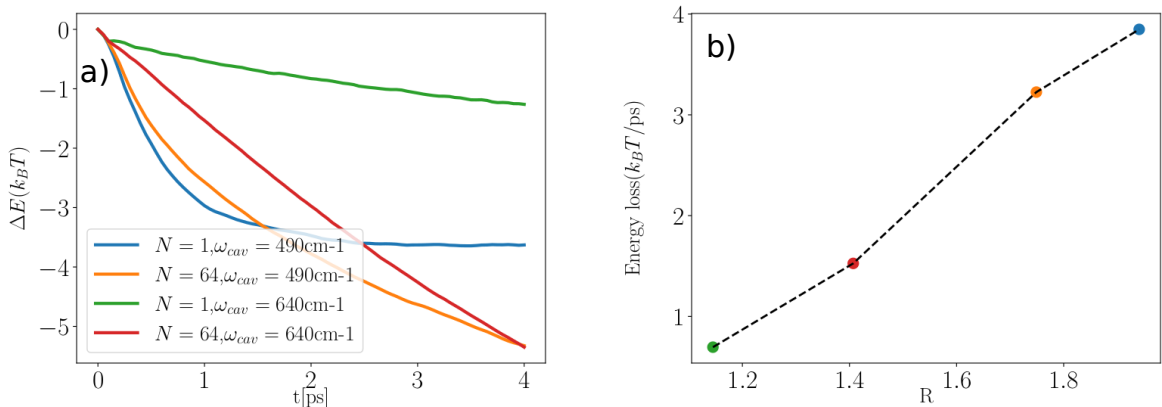 a)
0
−1
−2
−3
−4
−5
ΔE(k_BT)
N = 1,ω_cav = 490cm-1
N = 64,ω_cav = 490cm-1
N = 1,ω_cav = 640cm-1
N = 64,ω_cav = 640cm-1
0 1 2 3 4
t[ps]
b)
4
3
2
1
Energy loss(k_BT/ps)
1.2 1.4 1.6 1.8
R